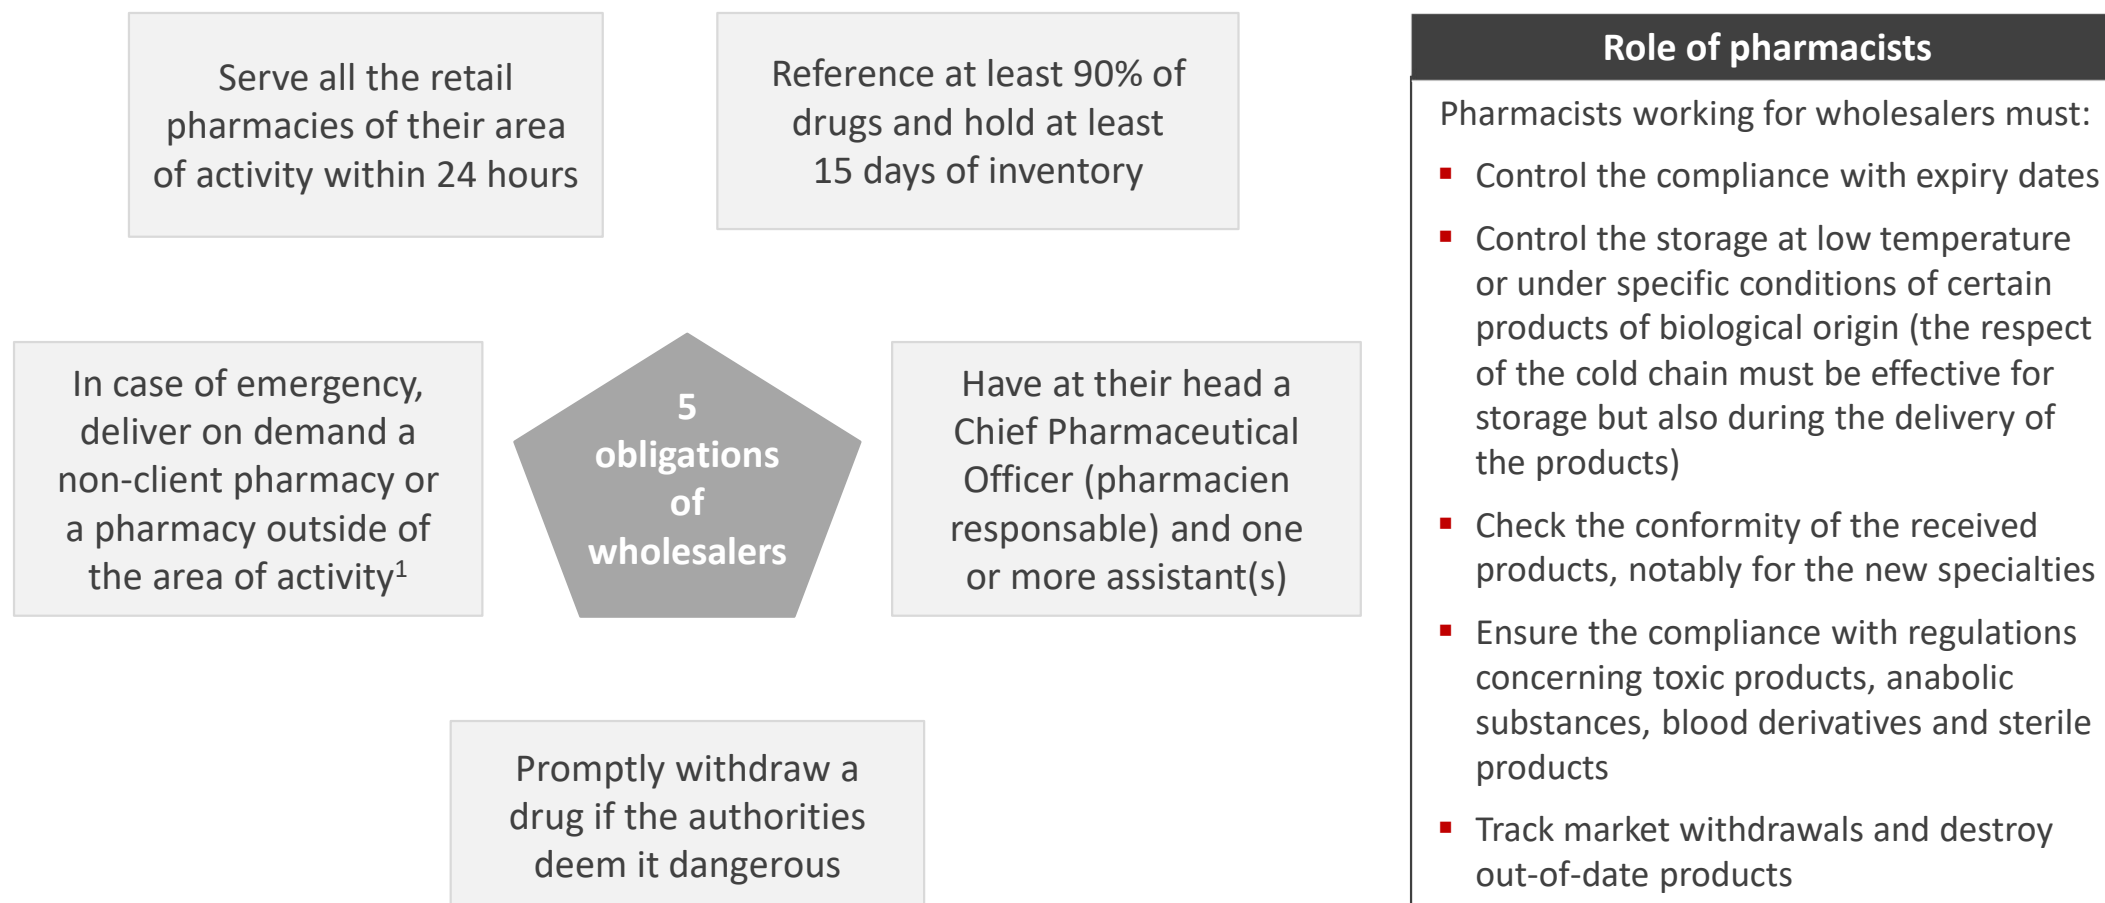 Serve all the retail
pharmacies of their area
of activity within 24 hours
Reference at least 90% of
drugs and hold at least
15 days of inventory
In case of emergency,
deliver on demand a
non-client pharmacy or
a pharmacy outside of
the area of activity1
5
obligations
of
wholesalers
Have at their head a
Chief Pharmaceutical
Officer (pharmacien
responsable) and one
or more assistant(s)
Promptly withdraw a
drug if the authorities
deem it dangerous
Role of pharmacists
Pharmacists working for wholesalers must:
▪ Control the compliance with expiry dates
▪ Control the storage at low temperature
or under specific conditions of certain
products of biological origin (the respect
of the cold chain must be effective for
storage but also during the delivery of
the products)
▪ Check the conformity of the received
products, notably for the new specialties
▪ Ensure the compliance with regulations
concerning toxic products, anabolic
substances, blood derivatives and sterile
products
▪ Track market withdrawals and destroy
out-of-date products